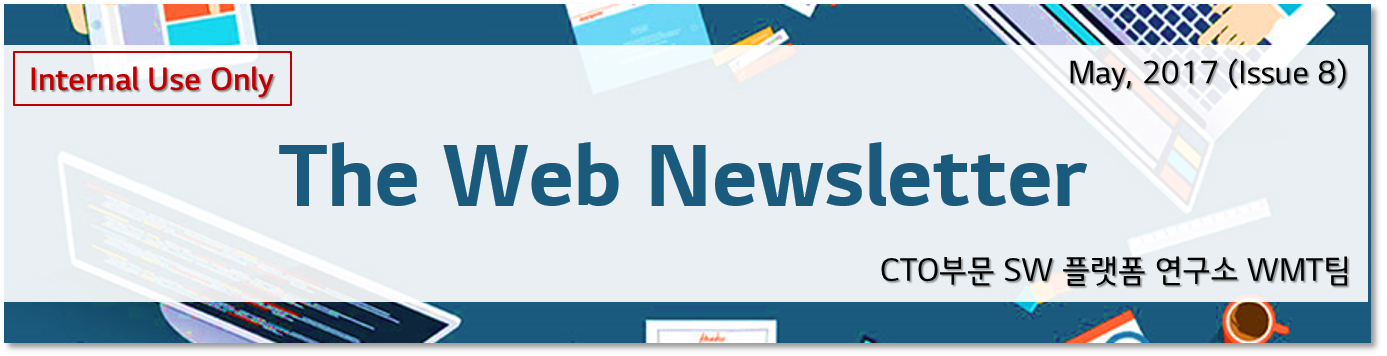 Internal Use Only
May, 2017 (Issue 8)
The Web Newsletter
CTO부문 SW 플랫폼 연구소 WMT팀